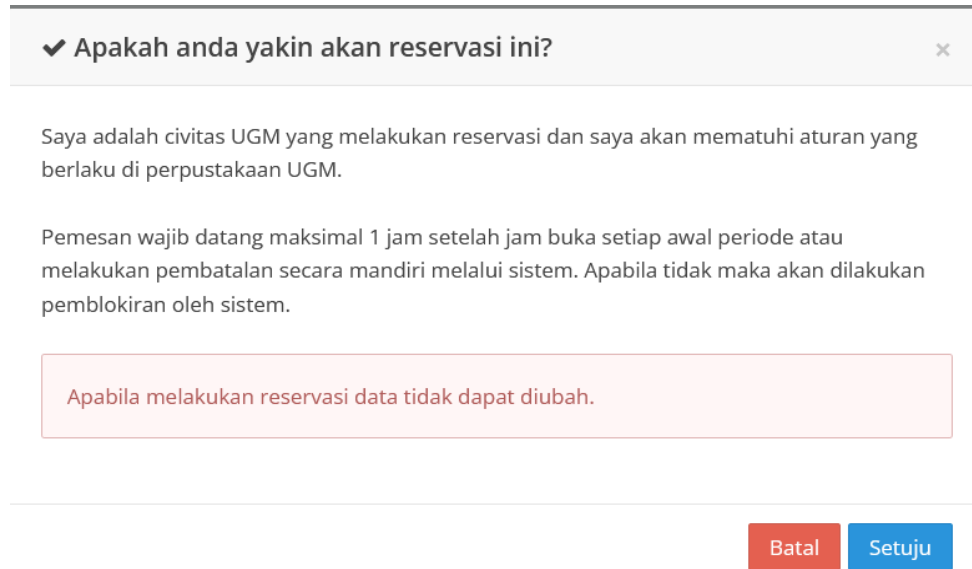 Apakah anda yakin akan reservasi ini?
Saya adalah civitas UGM yang melakukan reservasi dan saya akan mematuhi aturan yang
berlaku di perpustakaan UGM.
Pemesan wajib datang maksimal 1 jam setelah jam buka setiap awal periode atau
melakukan pembatalan secara mandiri melalui sistem. Apabila tidak maka akan dilakukan
pemblokiran oleh sistem.
Apabila melakukan reservasi data tidak dapat diubah.
Batal Setuju